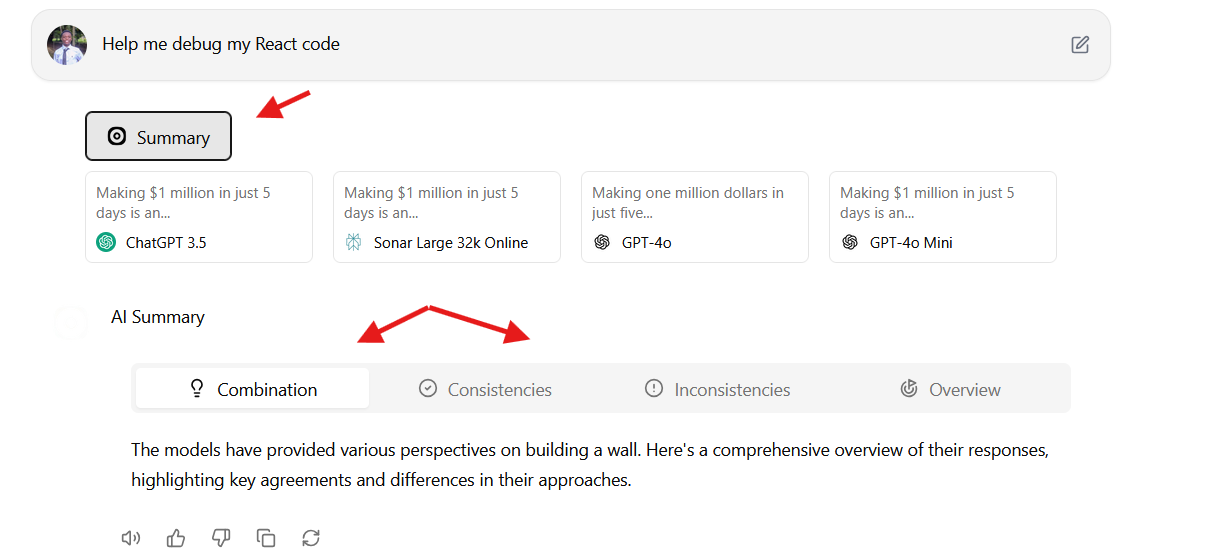 Help me debug my React code
Summary
Making $1 million in just 5
days is an...
ChatGPT 3.5
Making $1 million in just 5
days is an...
Sonar Large 32k Online
Making one million dollars in
just five...
GPT-4o
Making $1 million in just 5
days is an...
GPT-4o Mini
AI Summary
Combination
Consistencies
Inconsistencies
Overview
The models have provided various perspectives on building a wall. Here's a comprehensive overview of their responses,
highlighting key agreements and differences in their approaches.